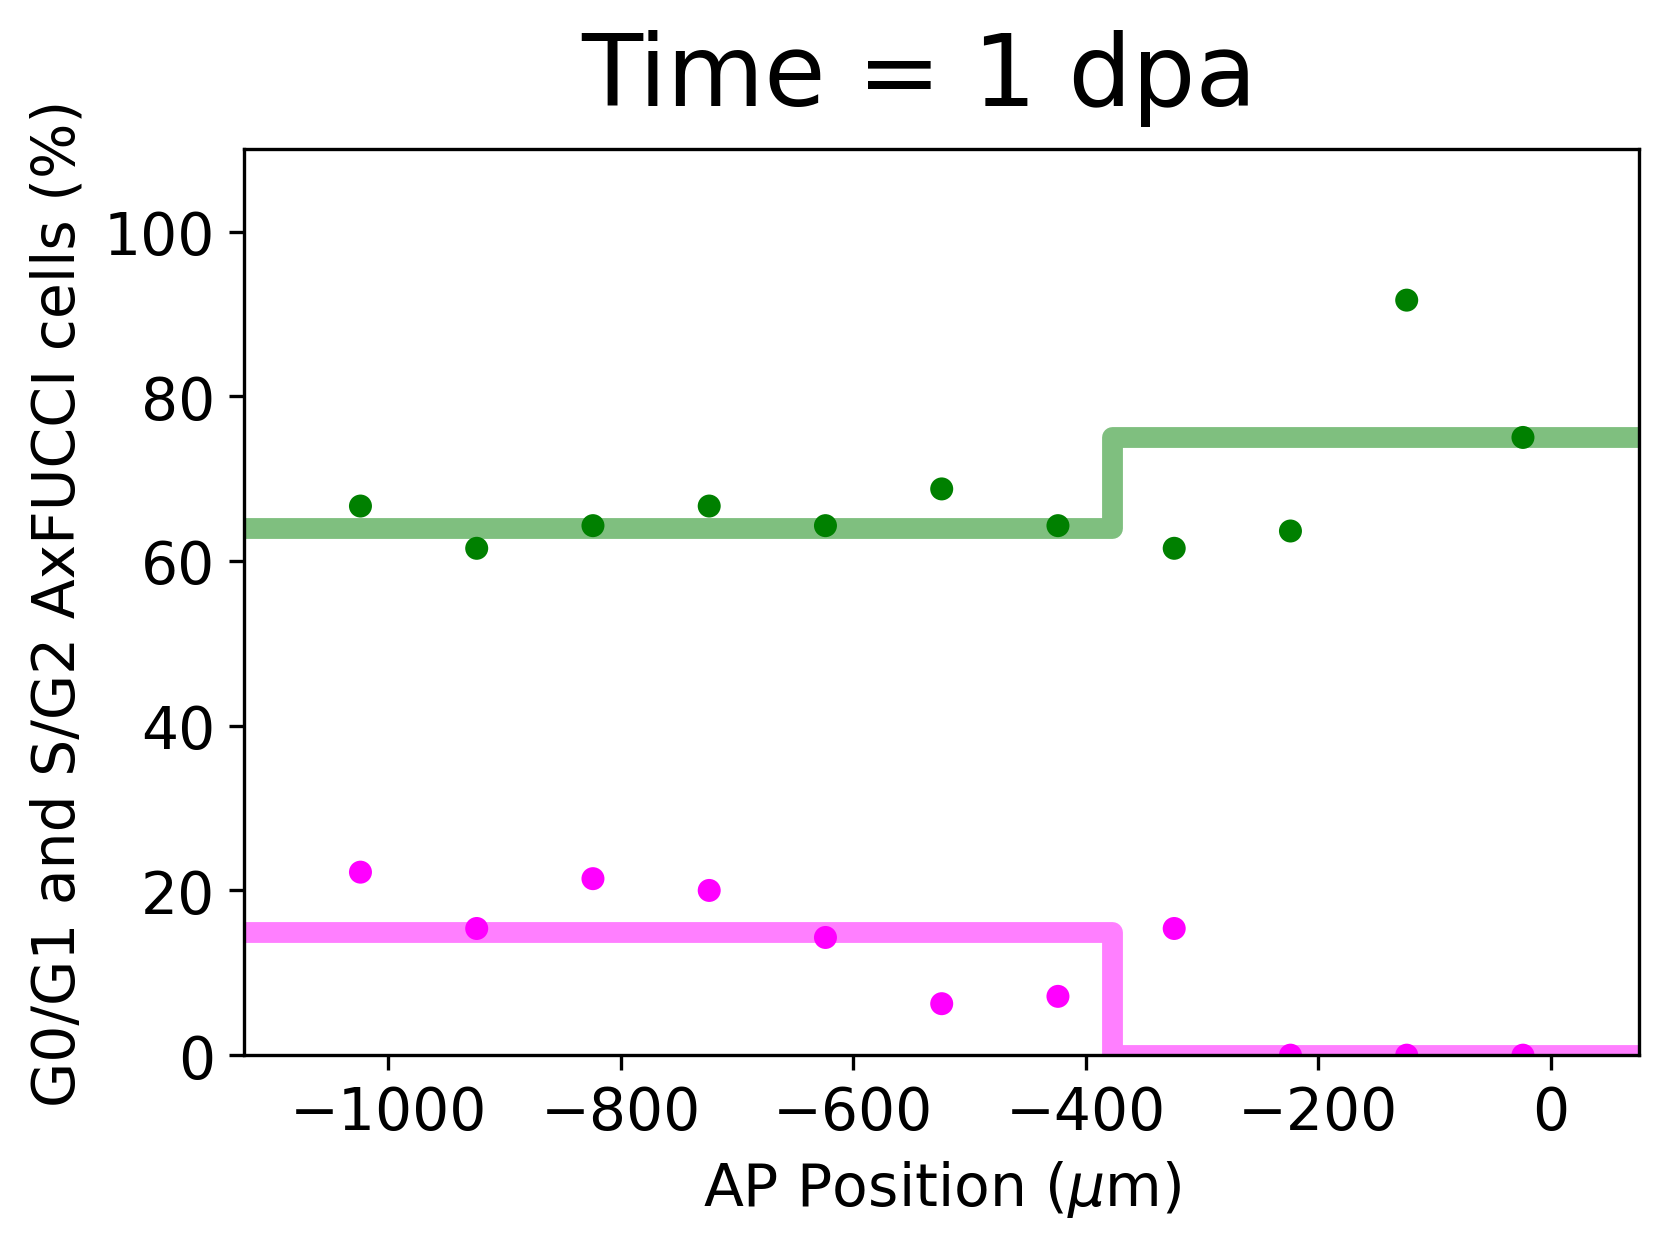 Time = 1 dpa
G0/G1 and S/G2 AxFUCCI cells (%)
100
80
60
40
20
0
−1000 −800 −600 −400 −200 0
AP Position (μm)